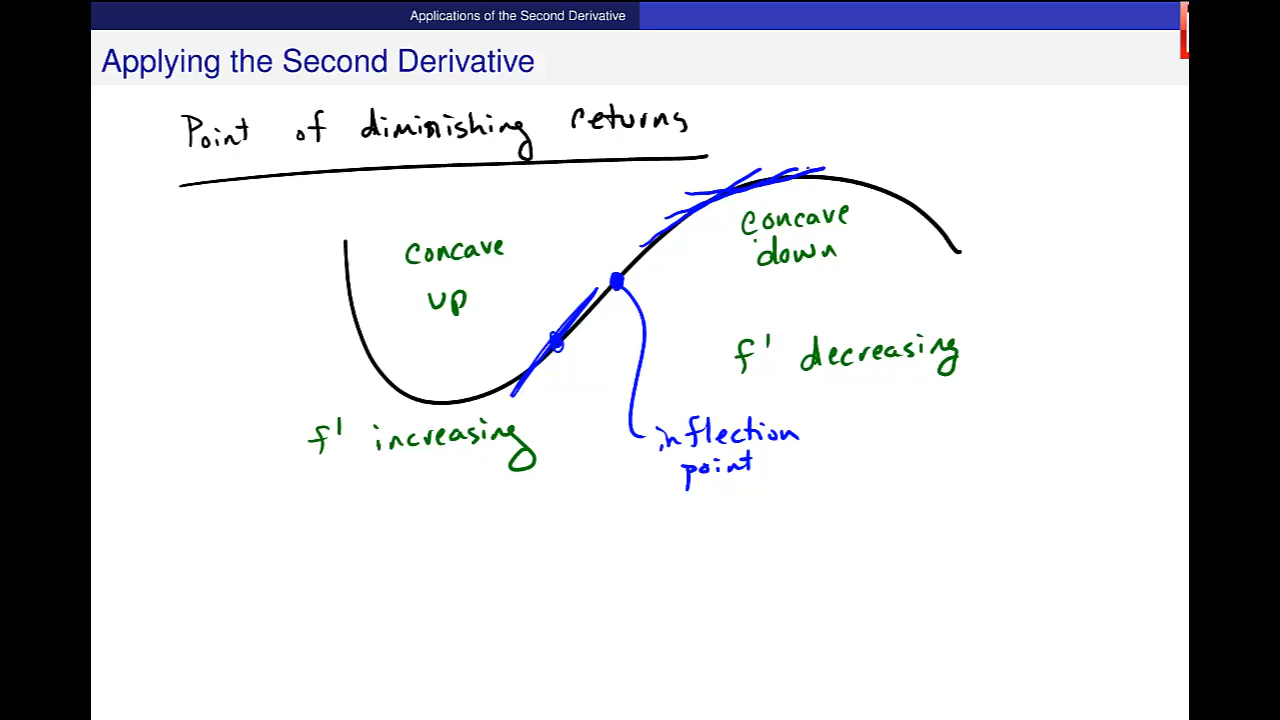 Applications of the Second Derivative
Applying the Second Derivative
Point of diminishing returns
concave
up
concave
down
f' decreasing
f' increasing
inflection
point